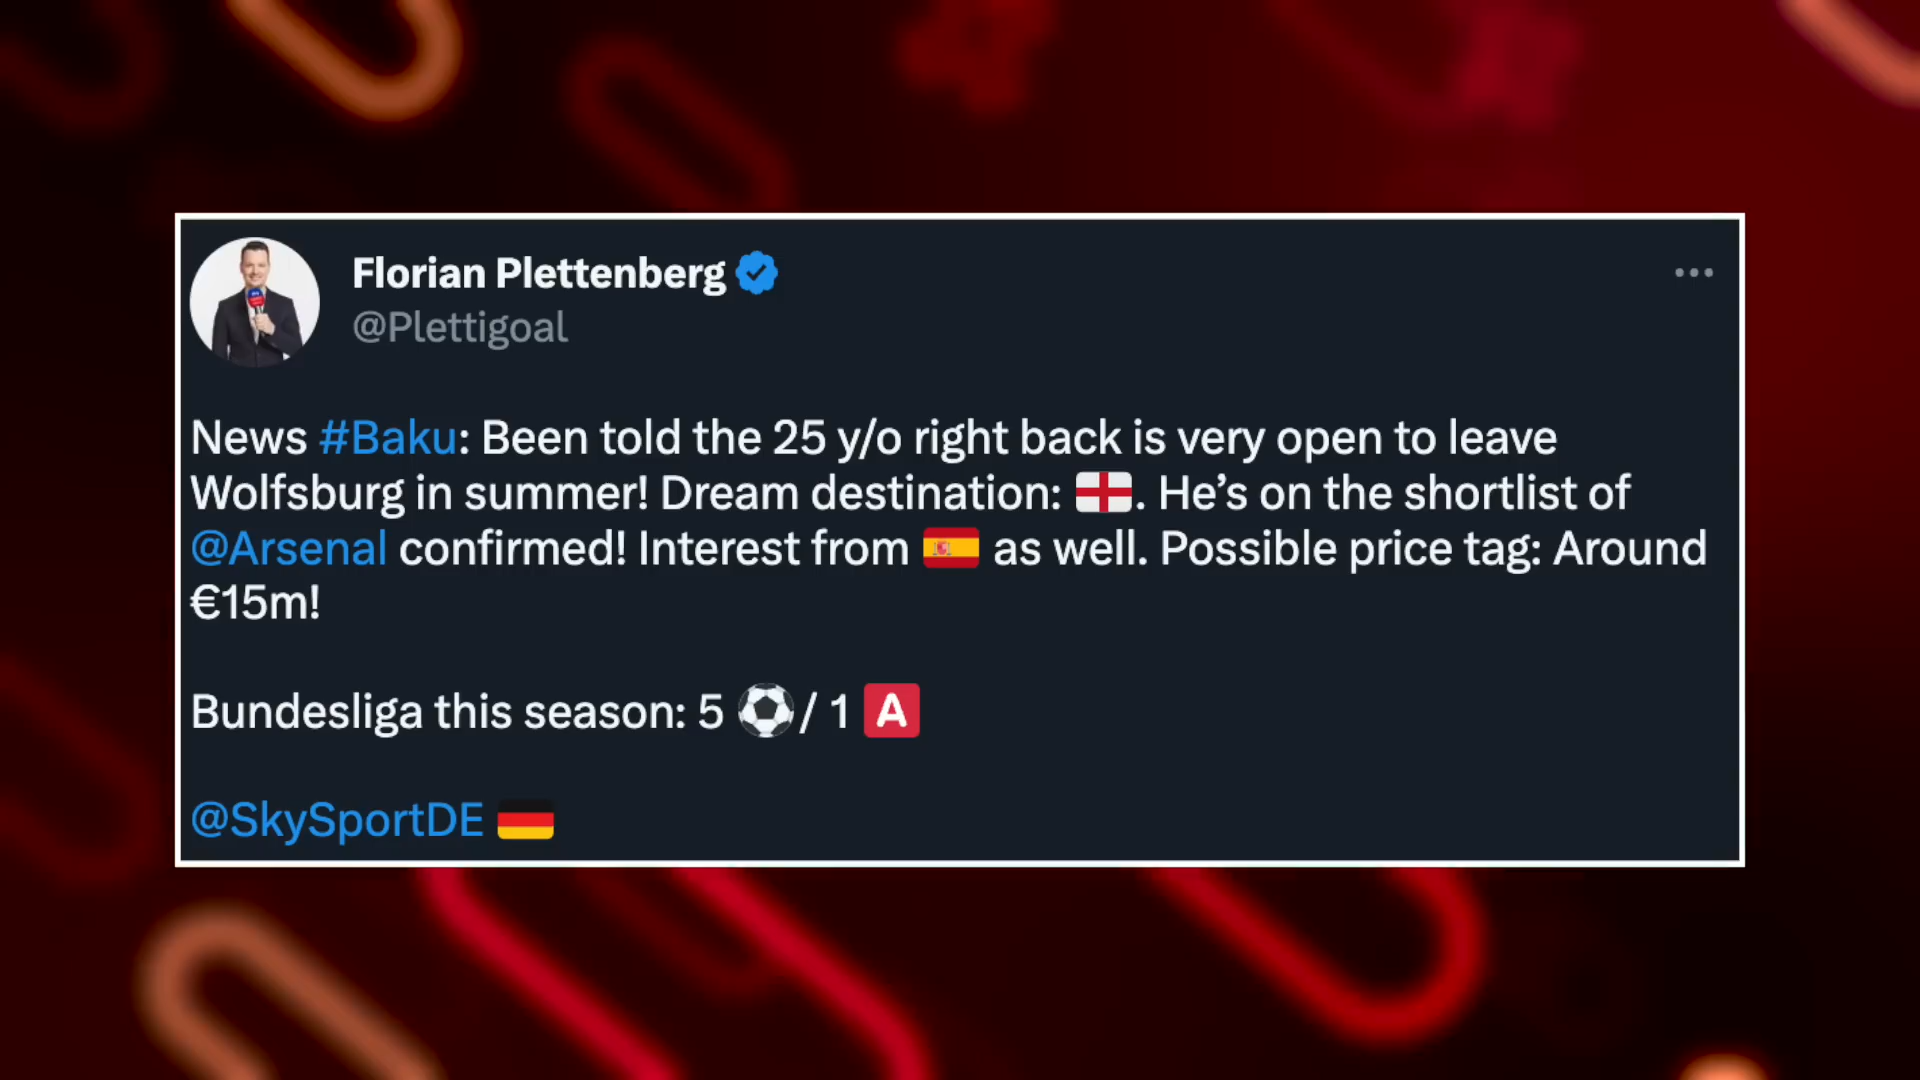 Florian Plettenberg
@Plettigoal
News #Baku: Been told the 25 y/o right back is very open to leave
Wolfsburg in summer! Dream destination: 🏴󠁧󠁢󠁥󠁮󠁧󠁿. He’s on the shortlist of
@Arsenal confirmed! Interest from 🇪🇸 as well. Possible price tag: Around
€15m!
Bundesliga this season: 5 ⚽/ 1 🅰
@SkySportDE 🇩🇪